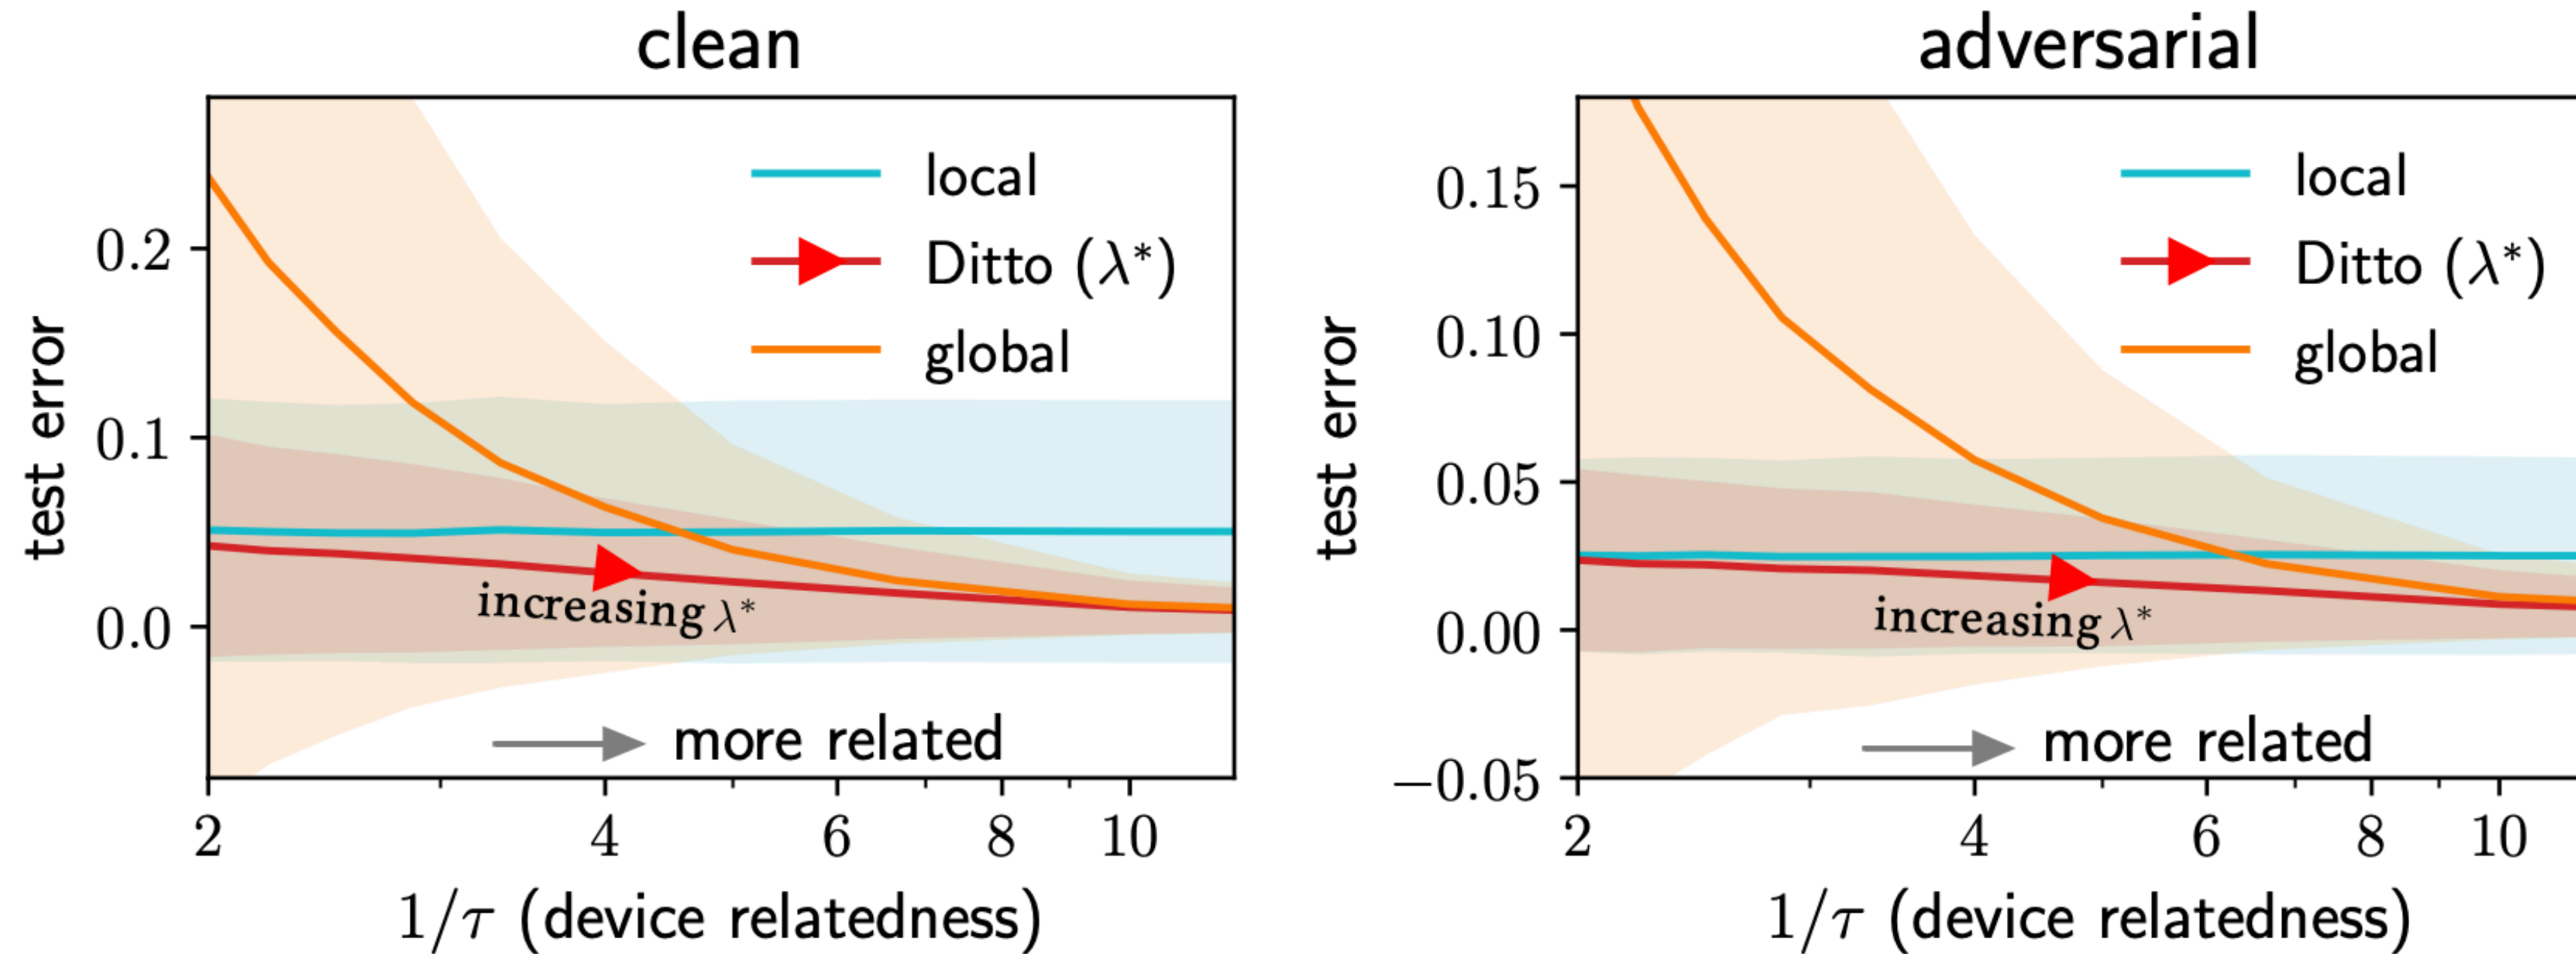 clean
test error
0.2
0.1
0.0
local
Ditto (λ*)
global
increasing λ*
more related
2 4 6 8 10
1/τ (device relatedness)
adversarial
test error
0.15
0.10
0.05
0.00
−0.05
local
Ditto (λ*)
global
increasing λ*
more related
2 4 6 8 10
1/τ (device relatedness)